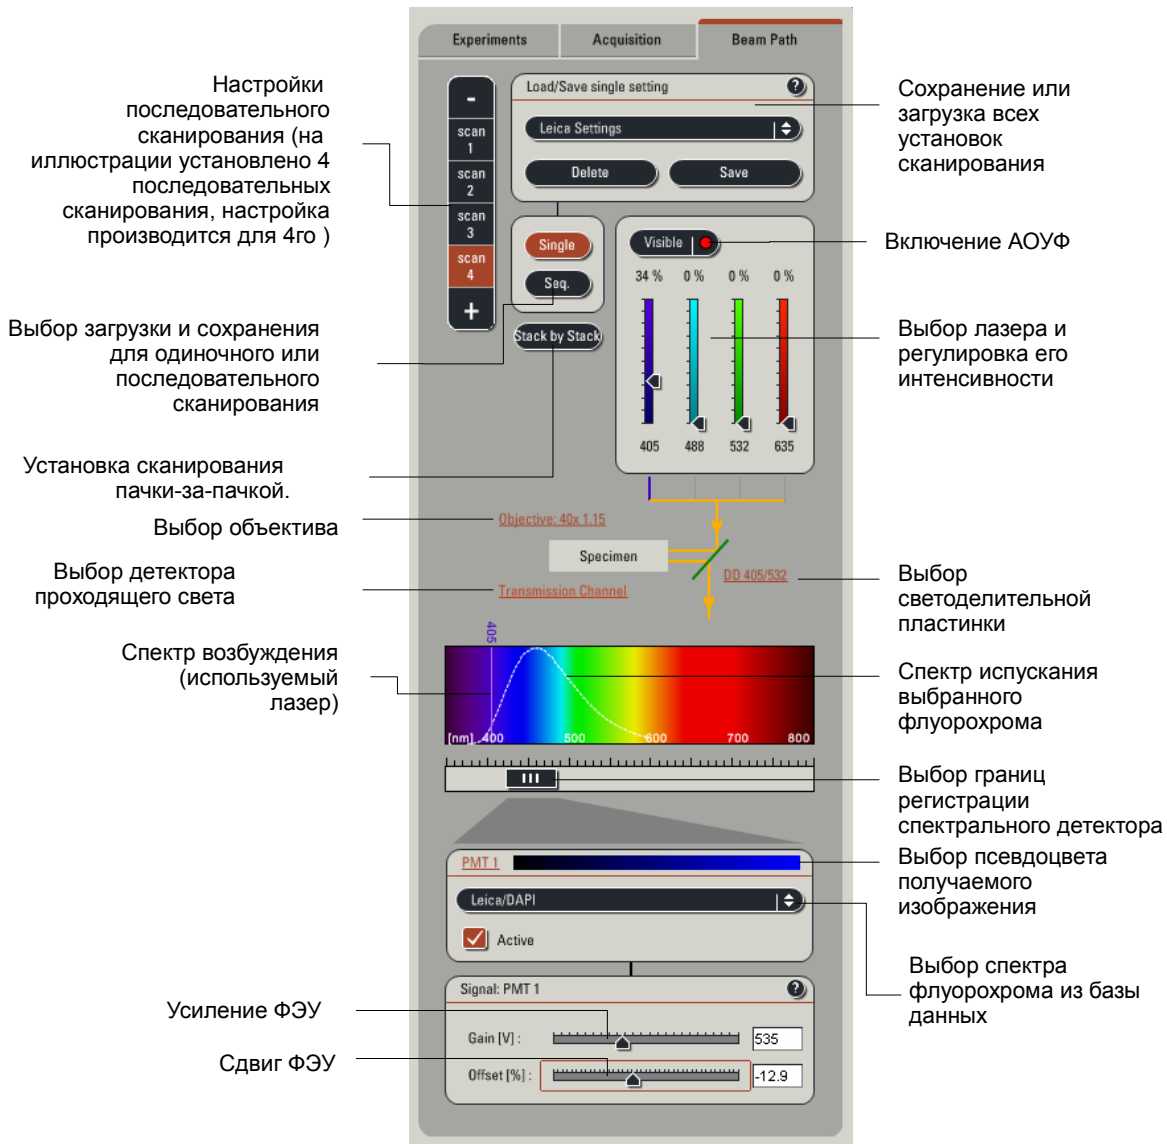 Experiments
Acquisition
Beam Path
Настройки
последовательного
сканирования (на
иллюстрации установлено 4
последовательных
сканирования, настройка
производится для 4го )
-
scan
1
scan
2
scan
3
scan
4
+
Load/Save single setting
?
Leica Settings
Delete
Save
Сохранение или
загрузка всех
установок
сканирования
Single
Seq.
Stack by Stack
Visible
Включение АОУФ
34 %
0 %
0 %
0 %
405
488
532
635
Выбор лазера и
регулировка его
интенсивности
Выбор загрузки и сохранения
для одиночного или
последовательного
сканирования
Установка сканирования
пачки-за-пачкой.
Выбор объектива
Objective: 40x 1.15
Specimen
Выбор детектора
проходящего света
Transmission Channel
DD 405/532
Выбор
светоделительной
пластинки
Спектр возбуждения
(используемый
лазер)
405
[nm] 400
500
600
700
800
Спектр испускания
выбранного
флуорохрома
Выбор границ
регистрации
спектрального детектора
PMT 1
Выбор псевдоцвета
получаемого
изображения
Leica/DAPI
Active
Выбор спектра
флуорохрома из базы
данных
Signal: PMT 1
?
Усиление ФЭУ
Gain [V] :
535
Сдвиг ФЭУ
Offset [%] :
-12.9